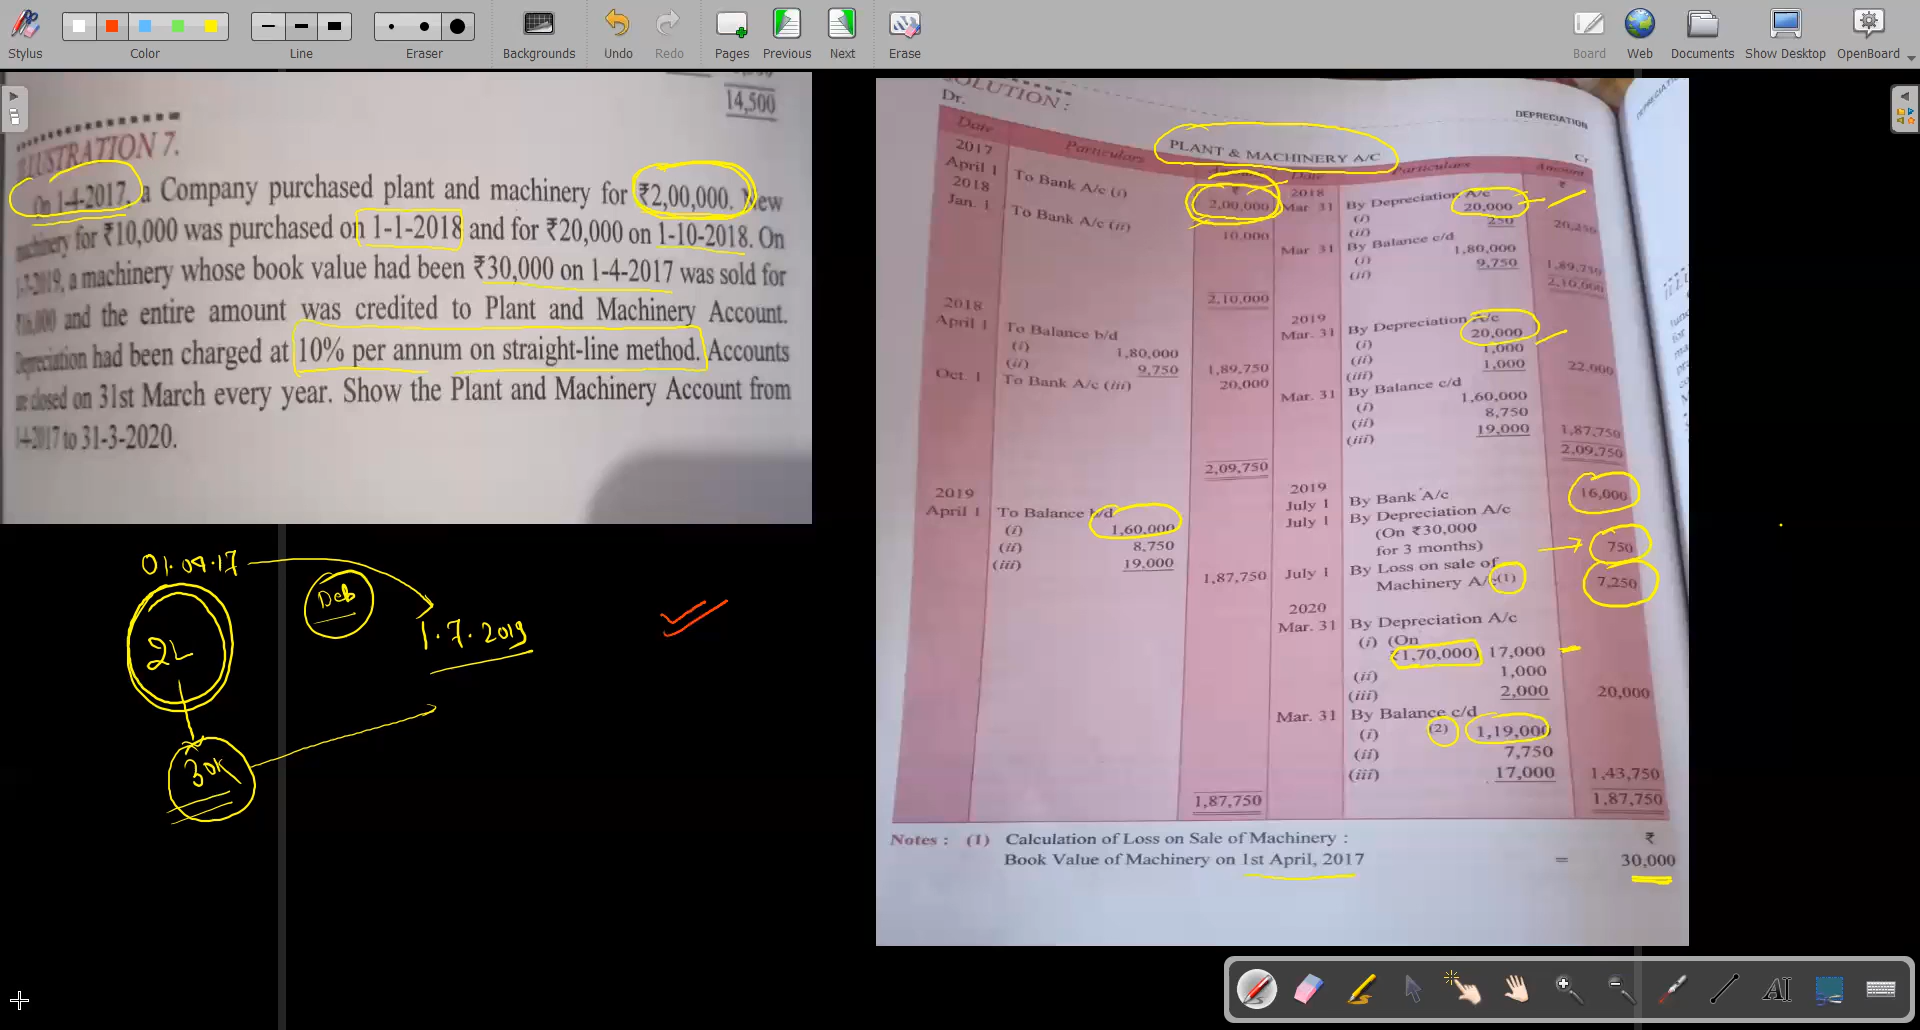 Stylus
Color
Line
Eraser
Backgrounds
Undo
Redo
Pages
Previous
Next
Erase
Board
Web
Documents
Show Desktop
OpenBoard
14,500
ILLUSTRATION 7.
On 1-4-2017, a Company purchased plant and machinery for ₹2,00,000. New
machinery for ₹10,000 was purchased on 1-1-2018 and for ₹20,000 on 1-10-2018. On
1-7-2019, a machinery whose book value had been ₹30,000 on 1-4-2017 was sold for
₹16,000 and the entire amount was credited to Plant and Machinery Account.
Depreciation had been charged at 10% per annum on straight-line method. Accounts
are closed on 31st March every year. Show the Plant and Machinery Account from
1-4-2017 to 31-3-2020.
01.04.17
2L
Deb
1.7.2019
30K
OLUTION :
DEPRECIATION
Dr.
PLANT & MACHINERY A/C
Cr
Date Particulars Amount Particulars Amount
2017 ₹ 2018 ₹
April 1 To Bank A/c (i) 2,00,000 Mar 31 By Depreciation A/c
2018 (i) 20,000
Jan. 1 To Bank A/c (ii) 10,000 (ii) 250 20,250
Mar 31 By Balance c/d
(i) 1,80,000
(ii) 9,750 1,89,750
2,10,000 2,10,000
2018 2019
April 1 To Balance b/d Mar. 31 By Depreciation A/c
(i) 1,80,000 (i) 20,000
(ii) 9,750 1,89,750 (ii) 1,000
Oct. 1 To Bank A/c (iii) 20,000 (iii) 1,000 22,000
Mar. 31 By Balance c/d
(i) 1,60,000
(ii) 8,750
(iii) 19,000 1,87,750
2,09,750 2,09,750
2019 2019
April 1 To Balance b/d July 1 By Bank A/c 16,000
(i) 1,60,000 July 1 By Depreciation A/c
(ii) 8,750 (On ₹30,000
(iii) 19,000 for 3 months) 750
1,87,750 July 1 By Loss on sale of
Machinery A/c(1) 7,250
2020
Mar. 31 By Depreciation A/c
(i) (On
₹1,70,000) 17,000
(ii) 1,000
(iii) 2,000 20,000
Mar. 31 By Balance c/d
(i) (2) 1,19,000
(ii) 7,750
(iii) 17,000 1,43,750
1,87,750 1,87,750
Notes : (1) Calculation of Loss on Sale of Machinery : ₹
Book Value of Machinery on 1st April, 2017 = 30,000
AI